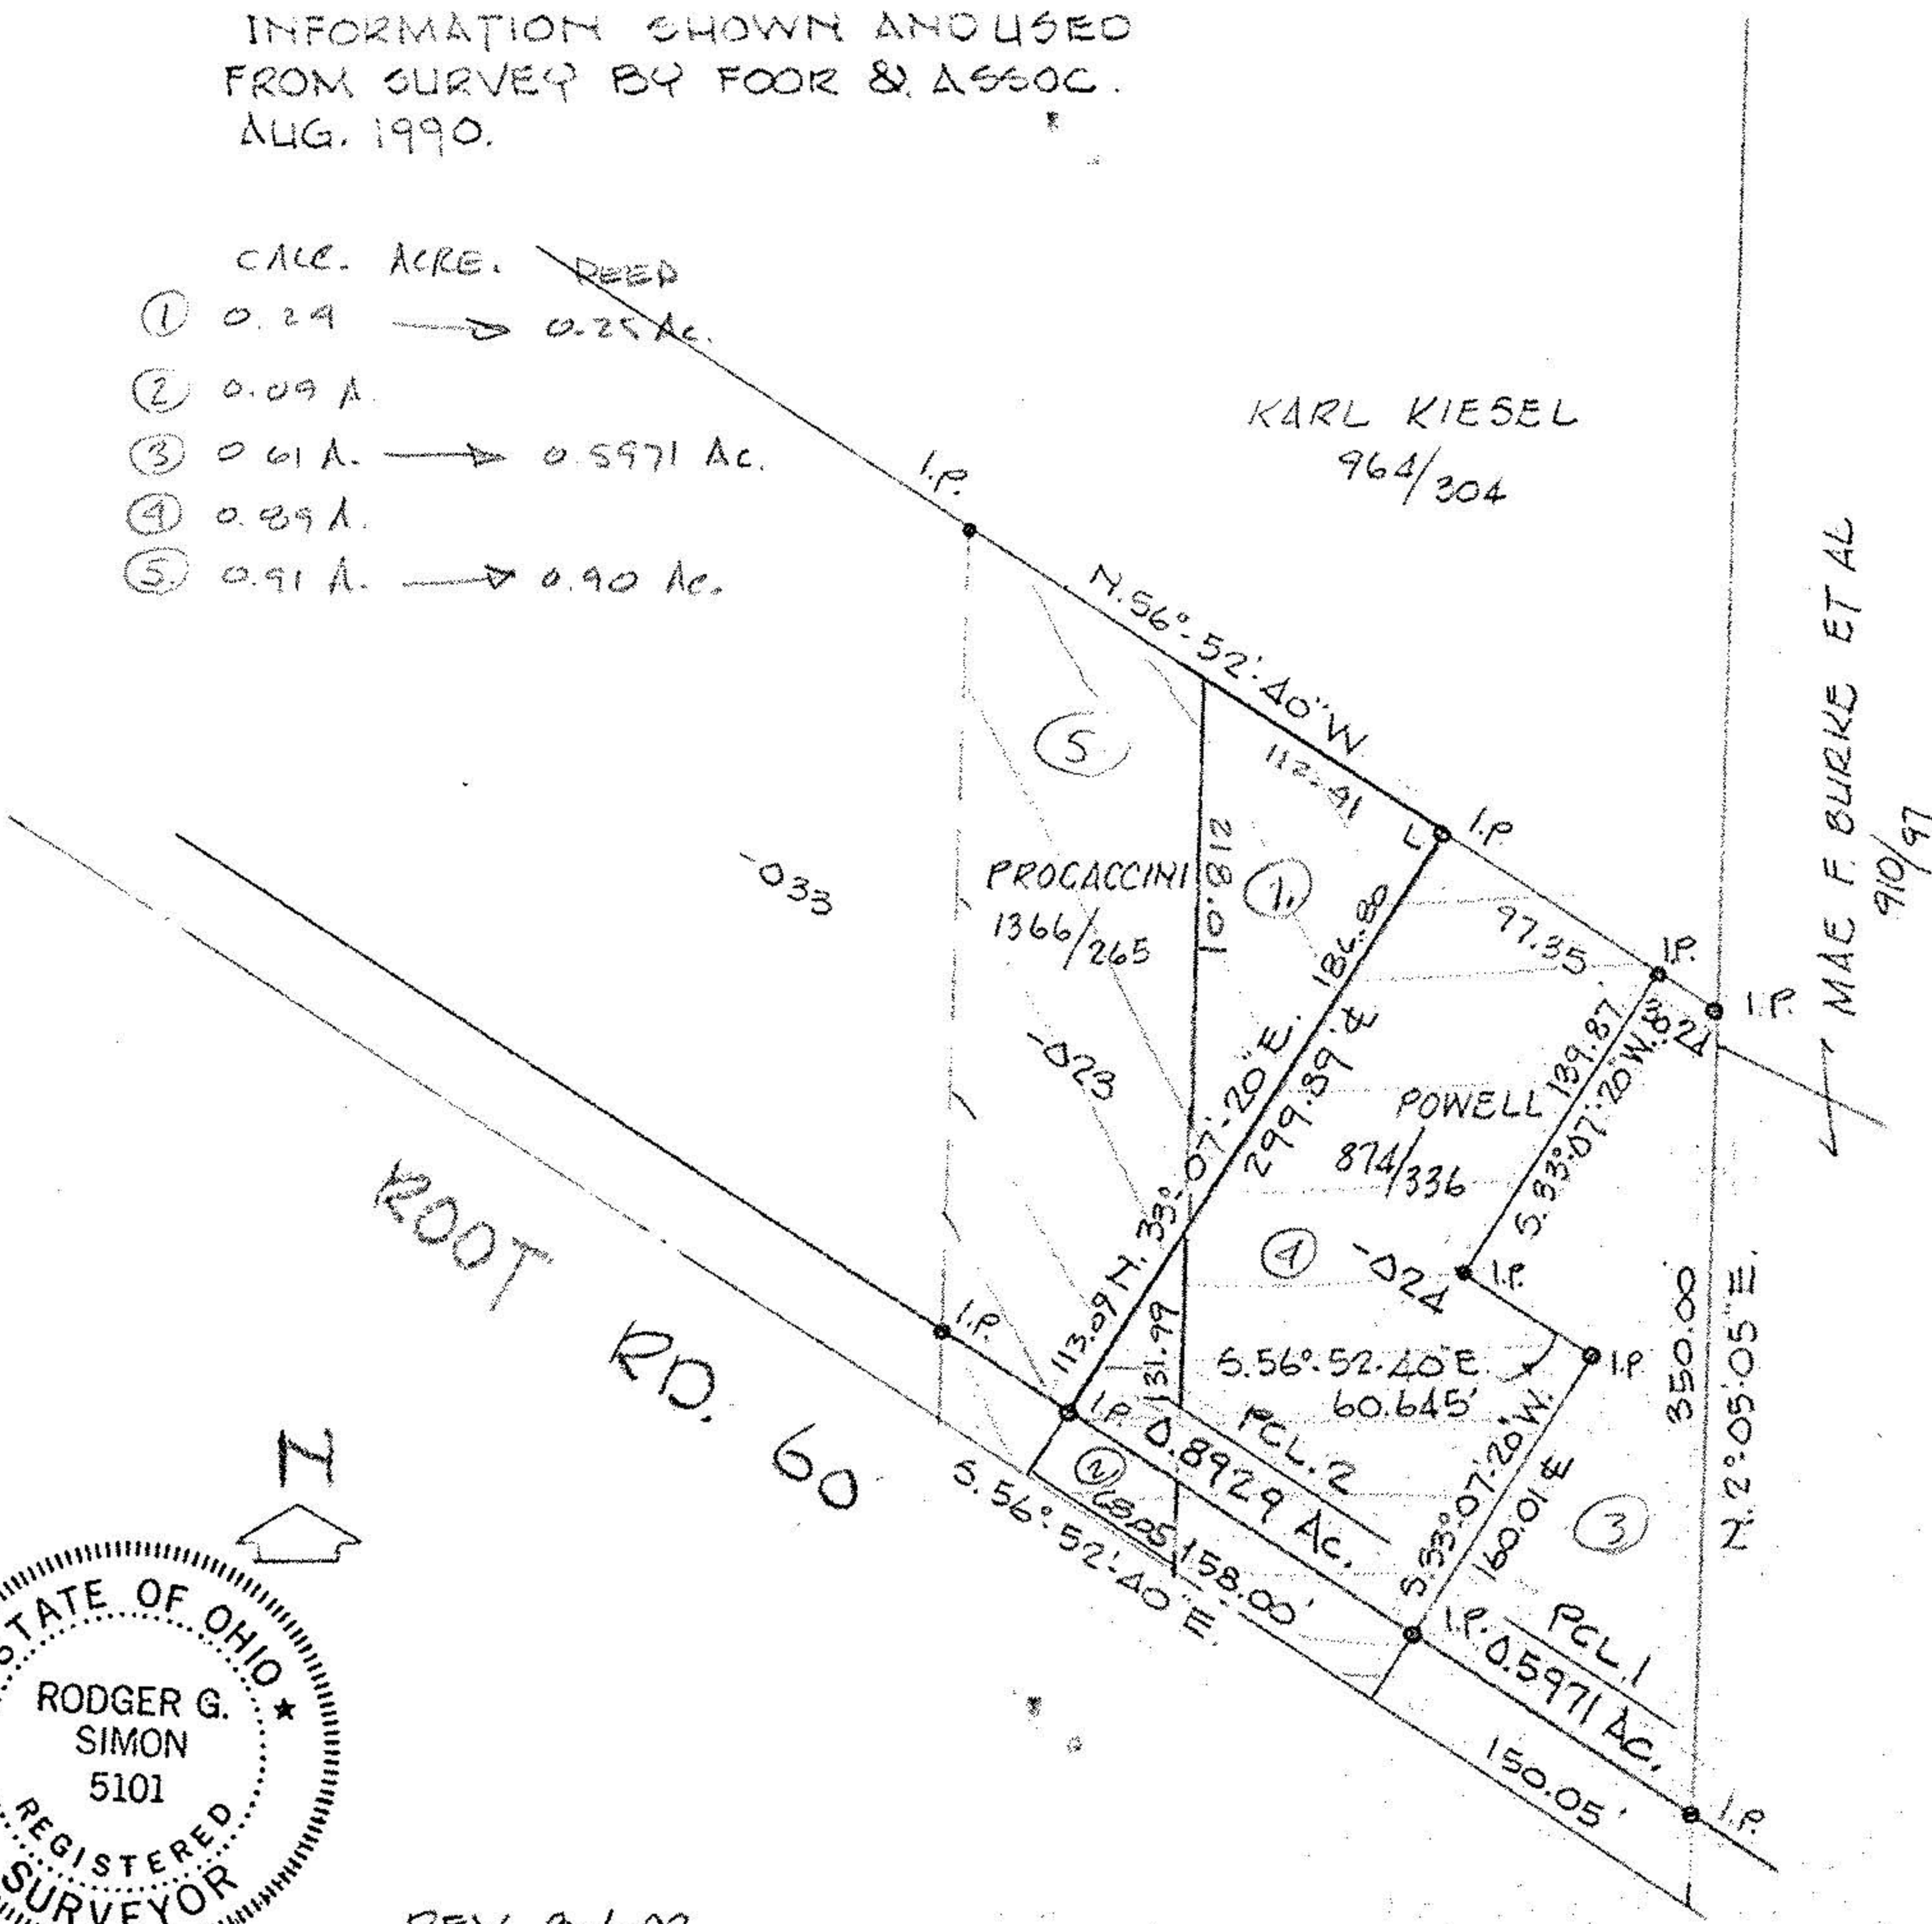 INFORMATION SHOWN AND USED
FROM SURVEY BY FOOR & ASSOC.
AUG. 1990.
CALC. ACRE. DEED
① 0.29 → 0.25 Ac.
② 0.09 A.
③ 0.61 A. → 0.5971 Ac.
④ 0.89 A.
⑤ 0.91 A. → 0.90 Ac.
KARL KIESEL
964/304
I.P.
N.56°-52'-40"W
112.91
I.P.
97.35
I.P.
30.24
I.P.
MAE F. BURKE ET AL
910/97
⑤
PROCACCINI
1366/265
218.01
①
186.80
-033
-023
N. 33°-07'-20"E.
299.89 ₵
113.09
131.99
POWELL
874/336
139.87
S.33°-07'-20"W.
④ -024
I.P.
S.56°-52'-40"E.
60.645'
I.P.
350.00
N.2°-05'-05"E.
S.33°-07'-20"W.
160.01 ₵
③
I.P.
I.P.
PCL.2
0.8929 Ac.
②
68.05
158.00'
S.56°-52'-40"E.
I.P.
PCL.1
0.5971 AC.
150.05'
I.P.
ROOT RD. 60
N
STATE OF OHIO ★
RODGER G.
SIMON
5101
REGISTERED
SURVEYOR